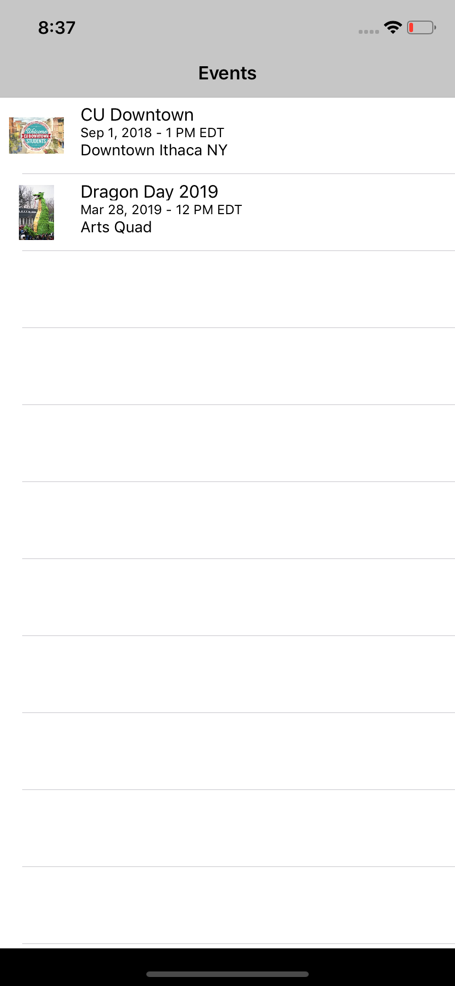 8:37
Events
CU Downtown
Sep 1, 2018 - 1 PM EDT
Downtown Ithaca NY
Dragon Day 2019
Mar 28, 2019 - 12 PM EDT
Arts Quad